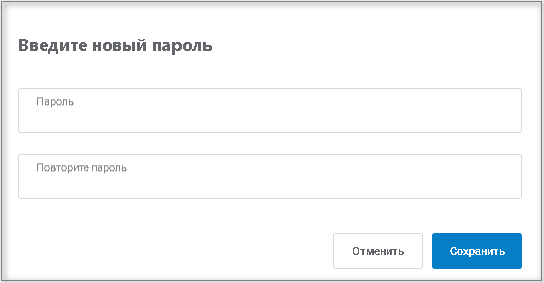 Введите новый пароль
Пароль
Повторите пароль
Отменить
Сохранить